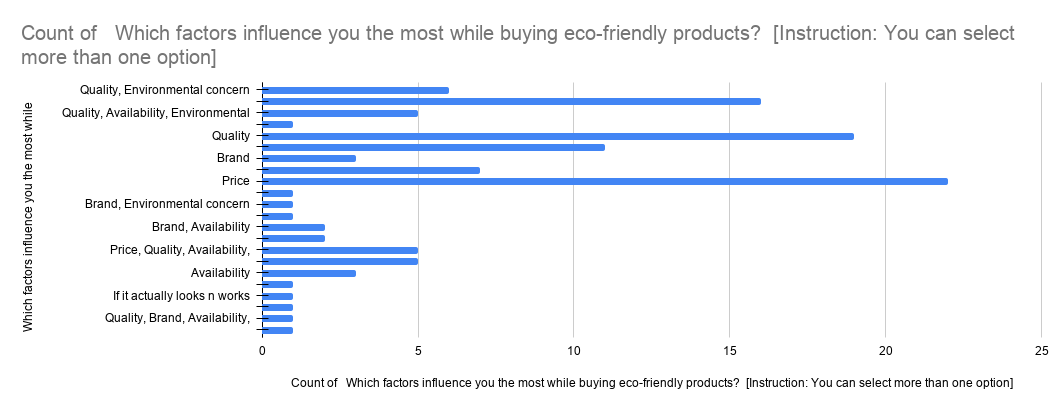 Count of   Which factors influence you the most while buying eco-friendly products?  [Instruction: You can select
more than one option]
Which factors influence you the most while
Quality, Environmental concern
Quality, Availability, Environmental
Quality
Brand
Price
Brand, Environmental concern
Brand, Availability
Price, Quality, Availability,
Availability
If it actually looks n works
Quality, Brand, Availability,
0 5 10 15 20 25
Count of   Which factors influence you the most while buying eco-friendly products?  [Instruction: You can select more than one option]